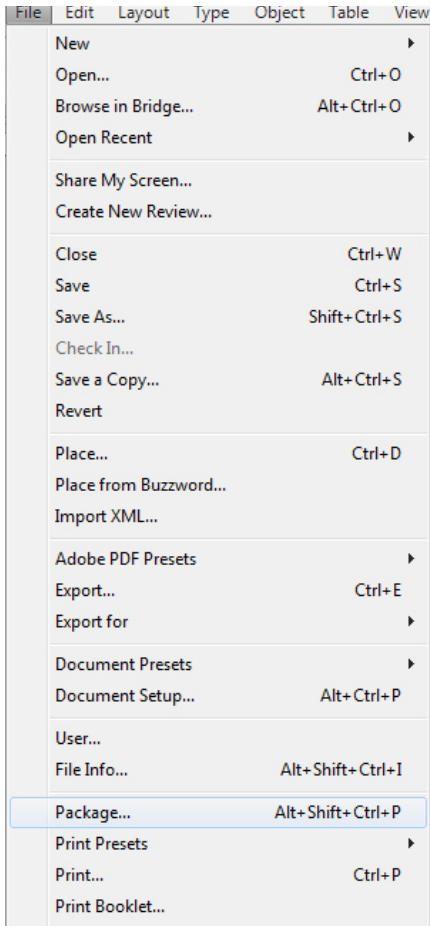 File Edit Layout Type Object Table View
New
Open... Ctrl+O
Browse in Bridge... Alt+Ctrl+O
Open Recent
Share My Screen...
Create New Review...
Close Ctrl+W
Save Ctrl+S
Save As... Shift+Ctrl+S
Check In...
Save a Copy... Alt+Ctrl+S
Revert
Place... Ctrl+D
Place from Buzzword...
Import XML...
Adobe PDF Presets
Export... Ctrl+E
Export for
Document Presets
Document Setup... Alt+Ctrl+P
User...
File Info... Alt+Shift+Ctrl+I
Package... Alt+Shift+Ctrl+P
Print Presets
Print... Ctrl+P
Print Booklet...